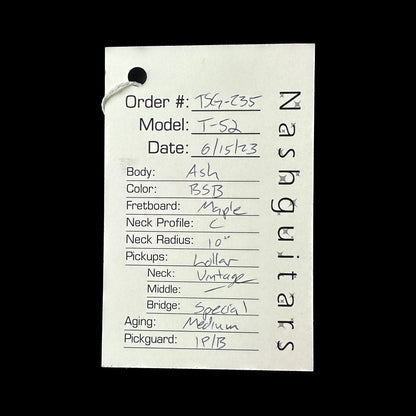 Order #: TSG-235
Model: T-52
Date: 6/15/23
Body: Ash
Color: BSB
Fretboard: Maple
Neck Profile: C
Neck Radius: 10"
Pickups: Lollar
Neck: Vintage
Middle: —
Bridge: Special
Aging: Medium
Pickguard: 1P/B
Nashguitars